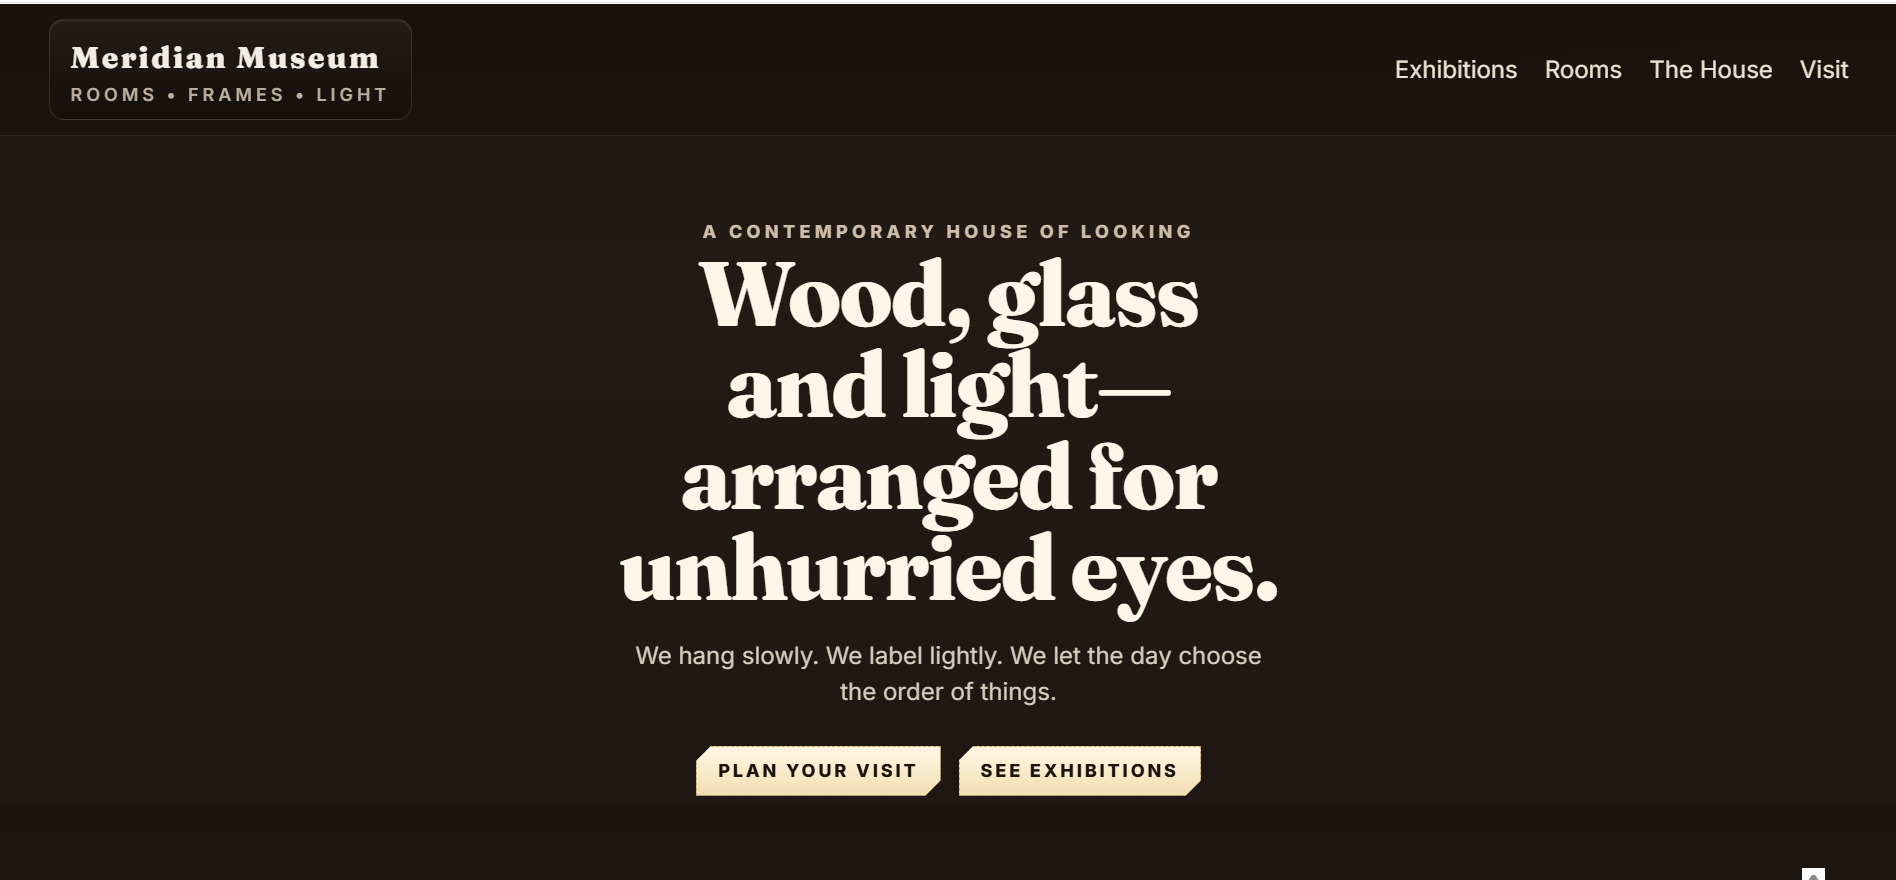 Meridian Museum
ROOMS • FRAMES • LIGHT
Exhibitions Rooms The House Visit
A CONTEMPORARY HOUSE OF LOOKING
Wood, glass
and light—
arranged for
unhurried eyes.
We hang slowly. We label lightly. We let the day choose
the order of things.
PLAN YOUR VISIT SEE EXHIBITIONS